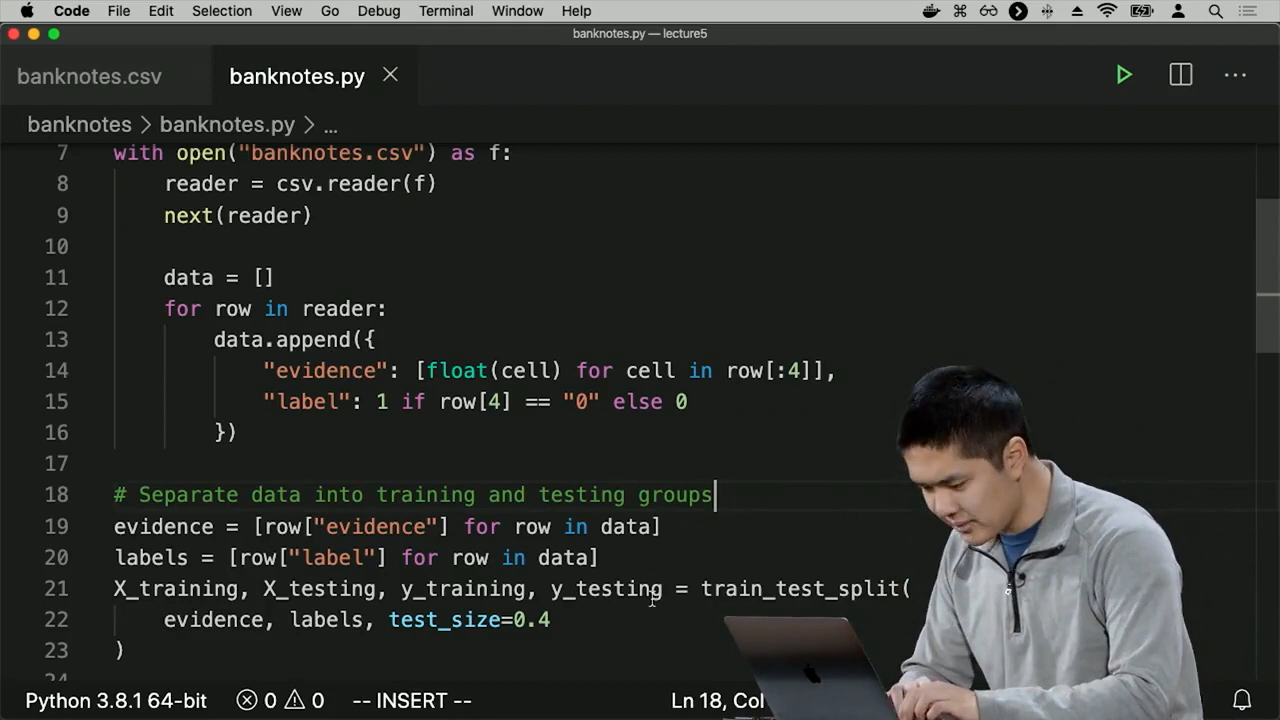 Code File Edit Selection View Go Debug Terminal Window Help
banknotes.py — lecture5
banknotes.csv banknotes.py
banknotes > banknotes.py > ...
7 with open("banknotes.csv") as f:
8 reader = csv.reader(f)
9 next(reader)
10
11 data = []
12 for row in reader:
13 data.append({
14 "evidence": [float(cell) for cell in row[:4]],
15 "label": 1 if row[4] == "0" else 0
16 })
17
18 # Separate data into training and testing groups
19 evidence = [row["evidence"] for row in data]
20 labels = [row["label"] for row in data]
21 X_training, X_testing, y_training, y_testing = train_test_split(
22 evidence, labels, test_size=0.4
23 )
Python 3.8.1 64-bit 0 0 -- INSERT -- Ln 18, Col